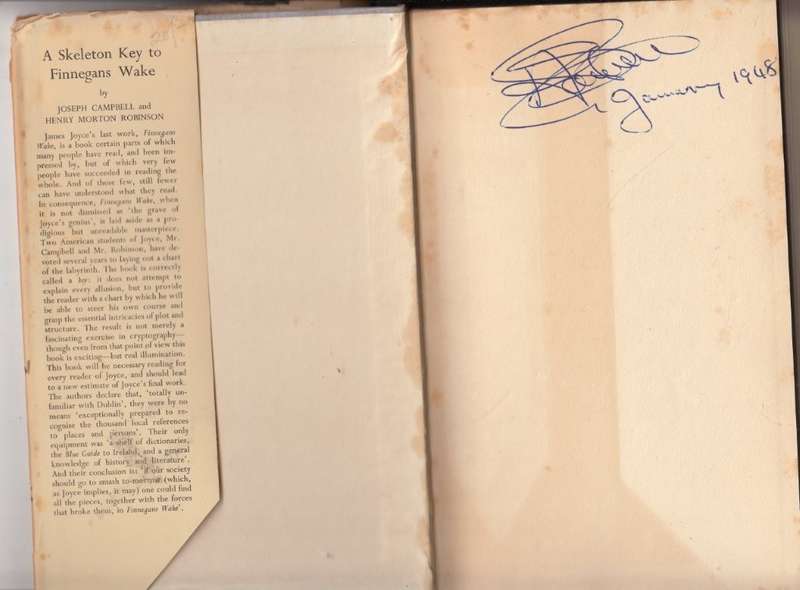 A Skeleton Key to
Finnegans Wake
by
JOSEPH CAMPBELL and
HENRY MORTON ROBINSON
James Joyce's last work, Finnegans
Wake, is a book certain parts of which
many people have read, and been im-
pressed by, but of which very few
people have succeeded in reading the
whole. And of those few, still fewer
can have understood what they read.
In consequence, Finnegans Wake, when
it is not dismissed as 'the grave of
Joyce's genius', is laid aside as a pro-
digious but unreadable masterpiece.
Two American students of Joyce, Mr.
Campbell and Mr. Robinson, have de-
voted several years to laying out a chart
of the labyrinth. The book is correctly
called a key: it does not attempt to
explain every allusion, but to provide
the reader with a chart by which he will
be able to steer his own course and
grasp the essential intricacies of plot and
structure. The result is not merely a
fascinating exercise in cryptography—
though even from that point of view this
book is exciting—but real illumination.
This book will be necessary reading for
every reader of Joyce, and should lead
to a new estimate of Joyce's final work.
The authors declare that, 'totally un-
familiar with Dublin', they were by no
means 'exceptionally prepared to re-
cognise the thousand local references
to places and persons'. Their only
equipment was 'a shelf of dictionaries,
the Blue Guide to Ireland, and a general
knowledge of history and literature'.
And their conclusion is: 'if our society
should go to smash to-morrow (which,
as Joyce implies, it may) one could find
all the pieces, together with the forces
that broke them, in Finnegans Wake'.
January 1948